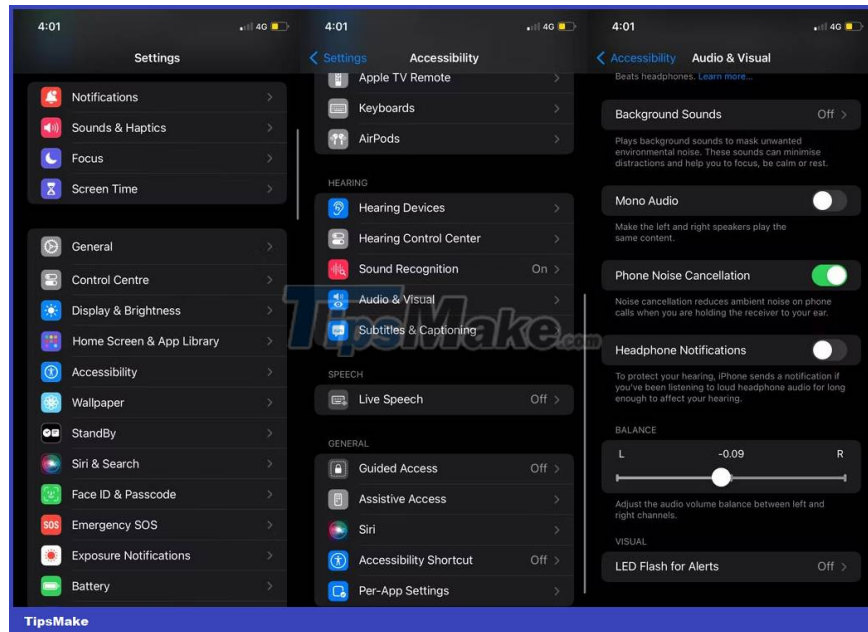 4:01
4G
Settings
Notifications
Sounds & Haptics
Focus
Screen Time
General
Control Centre
Display & Brightness
Home Screen & App Library
Accessibility
Wallpaper
StandBy
Siri & Search
Face ID & Passcode
SOS
Emergency SOS
Exposure Notifications
Battery
4:01
4G
Settings
Accessibility
Apple TV Remote
Keyboards
AirPods
HEARING
Hearing Devices
Hearing Control Center
Sound Recognition On
Audio & Visual
Subtitles & Captioning
SPEECH
Live Speech Off
GENERAL
Guided Access Off
Assistive Access
Siri
Accessibility Shortcut Off
Per-App Settings
4:01
4G
Accessibility
Audio & Visual
Beats headphones. Learn more...
Background Sounds Off
Plays background sounds to mask unwanted
environmental noise. These sounds can minimise
distractions and help you to focus, be calm or rest.
Mono Audio
Make the left and right speakers play the
same content.
Phone Noise Cancellation
Noise cancellation reduces ambient noise on phone
calls when you are holding the receiver to your ear.
Headphone Notifications
To protect your hearing, iPhone sends a notification if
you've been listening to loud headphone audio for long
enough to affect your hearing.
BALANCE
L -0.09 R
Adjust the audio volume balance between left and
right channels.
VISUAL
LED Flash for Alerts Off
TipsMake.com
TipsMake